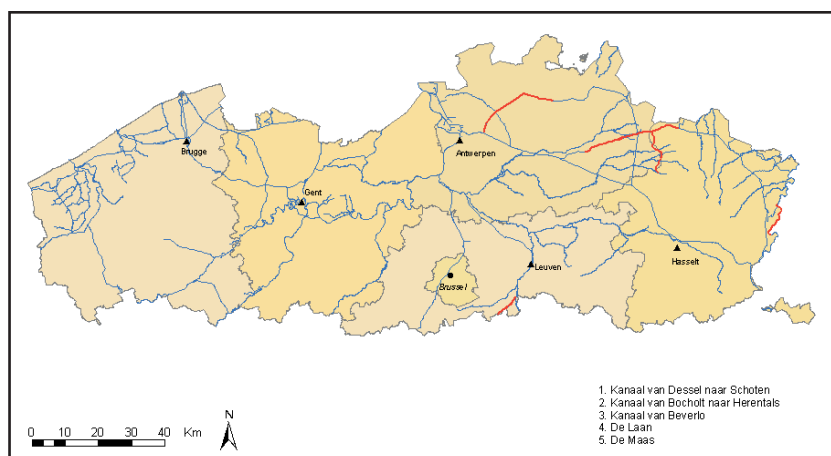 Brugge
Antwerpen
Gent
Leuven
Hasselt
Brussel
1. Kanaal van Dessel naar Schoten
2. Kanaal van Bocholt naar Herentals
3. Kanaal van Beverlo
4. De Laan
5. De Maas
N
0 10 20 30 40 Km